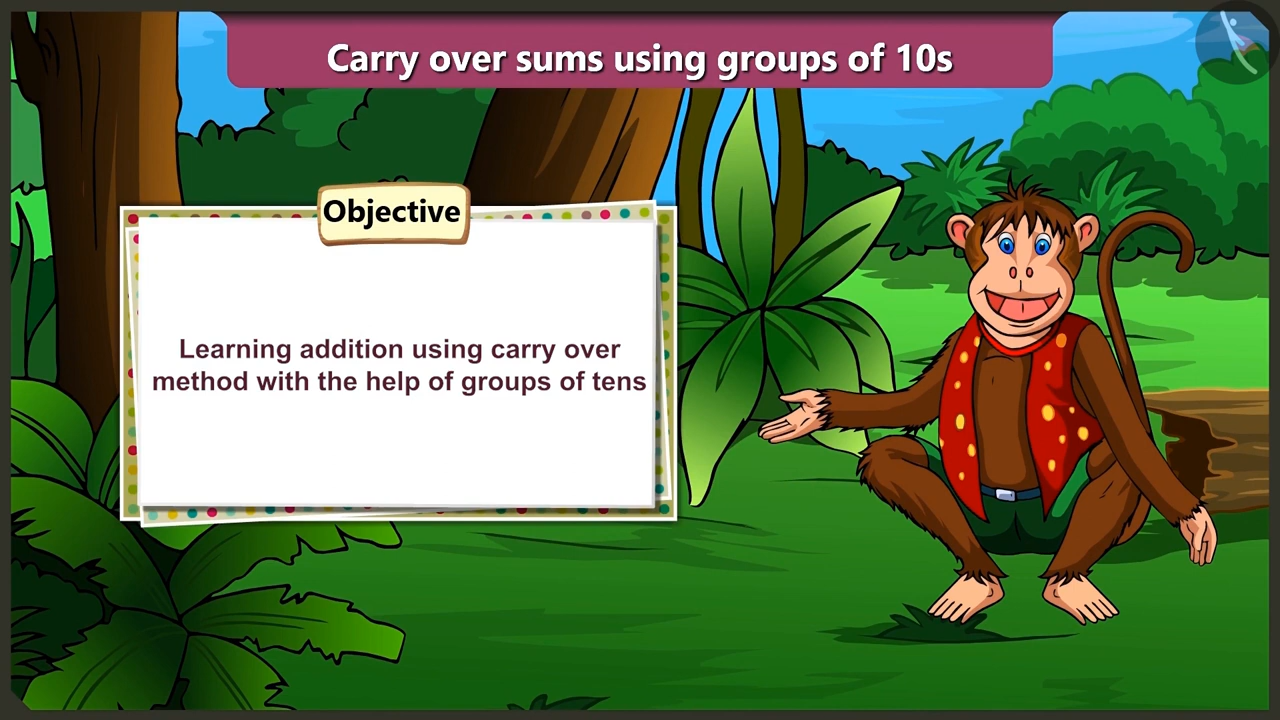 Carry over sums using groups of 10s
Objective
Learning addition using carry over
method with the help of groups of tens